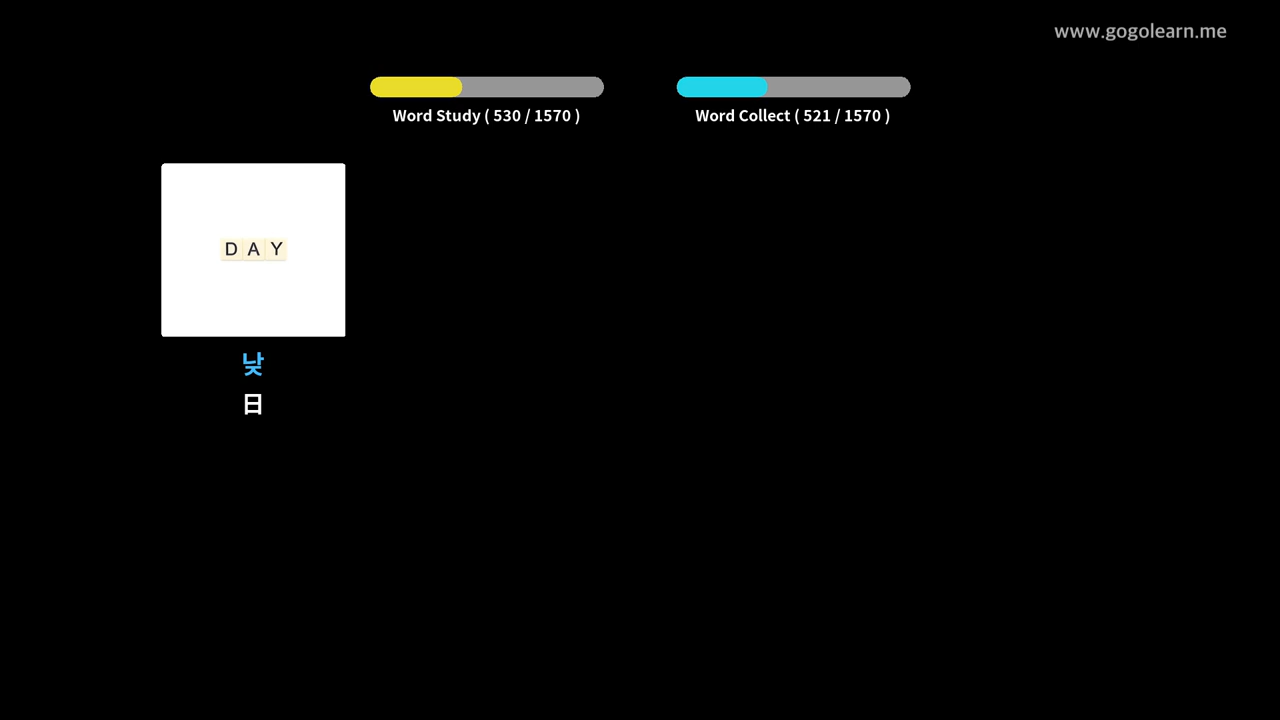 www.gogolearn.me
Word Study ( 530 / 1570 )
Word Collect ( 521 / 1570 )
DAY
낮
日